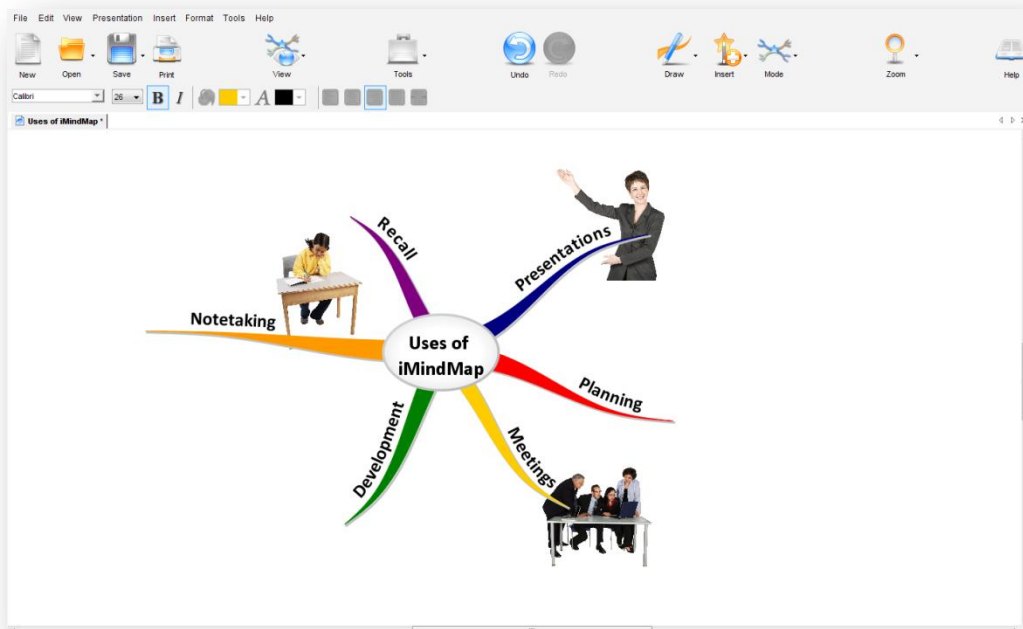 File Edit View Presentation Insert Format Tools Help
New Open Save Print View Tools Undo Redo Draw Insert Mode Zoom Help
Calibri 26 B I A
Uses of iMindMap *
Recall
Presentations
Notetaking
Uses of
iMindMap
Planning
Development
Meetings